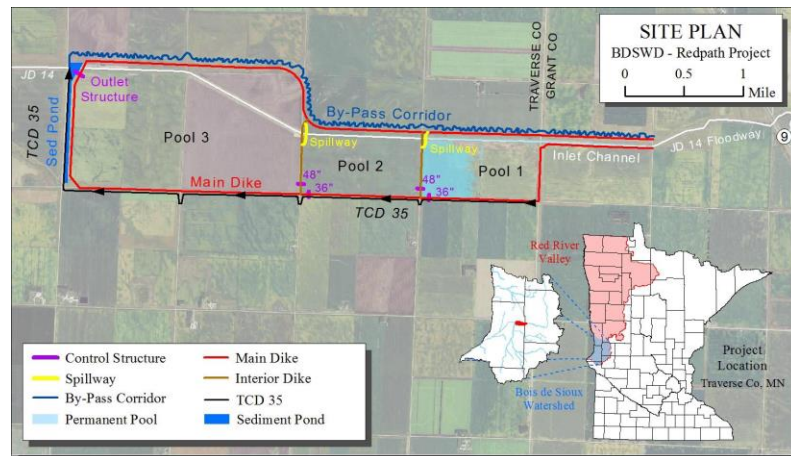 SITE PLAN
BDSWD - Redpath Project
0 0.5 1
Mile
TRAVERSE CO
GRANT CO
JD 14
Outlet
Structure
By-Pass Corridor
TCD 35
Sed Pond
Pool 3
Spillway
Pool 2
Spillway
Pool 1
Inlet Channel
JD 14 Floodway
9
48"
36"
48"
36"
Main Dike
TCD 35
Red River
Valley
Project
Location
Traverse Co, MN
Bois de Sioux
Watershed
Control Structure
Spillway
By-Pass Corridor
Permanent Pool
Main Dike
Interior Dike
TCD 35
Sediment Pond